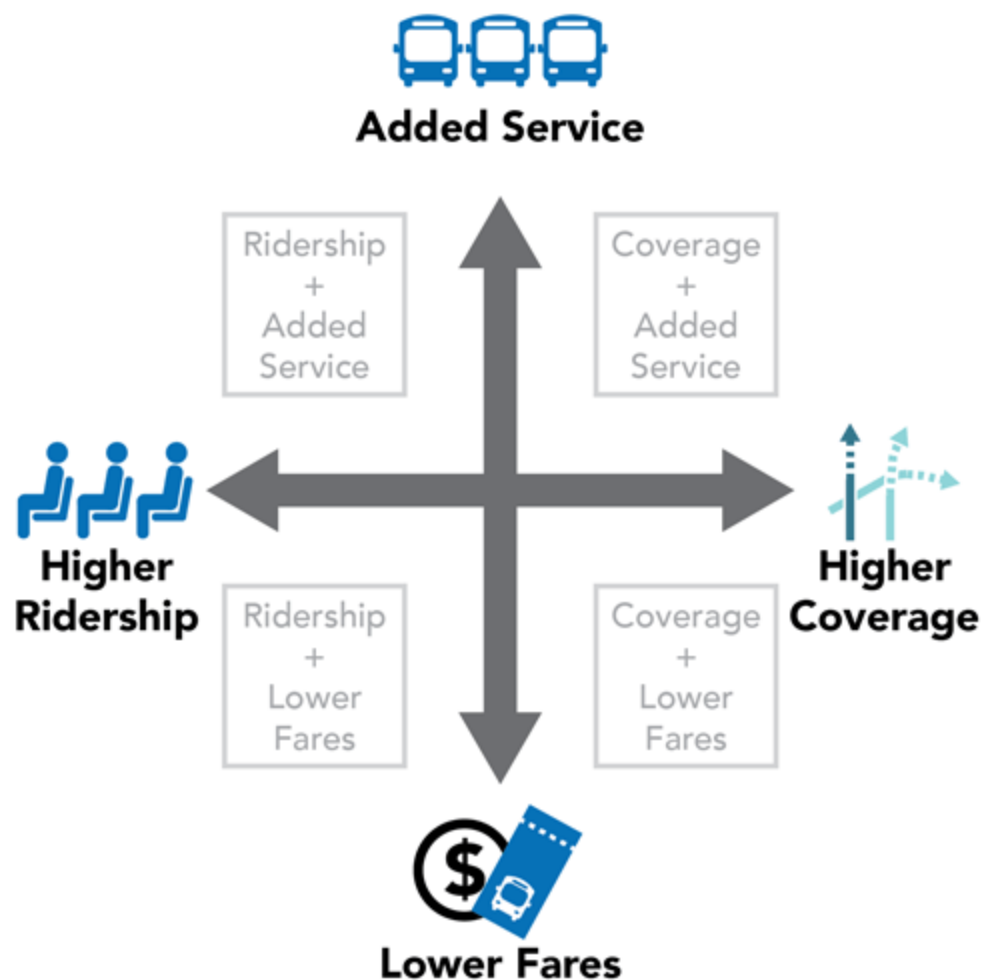 Added Service
Ridership
+
Added
Service
Coverage
+
Added
Service
Higher
Ridership
Higher
Coverage
Ridership
+
Lower
Fares
Coverage
+
Lower
Fares
$
Lower Fares